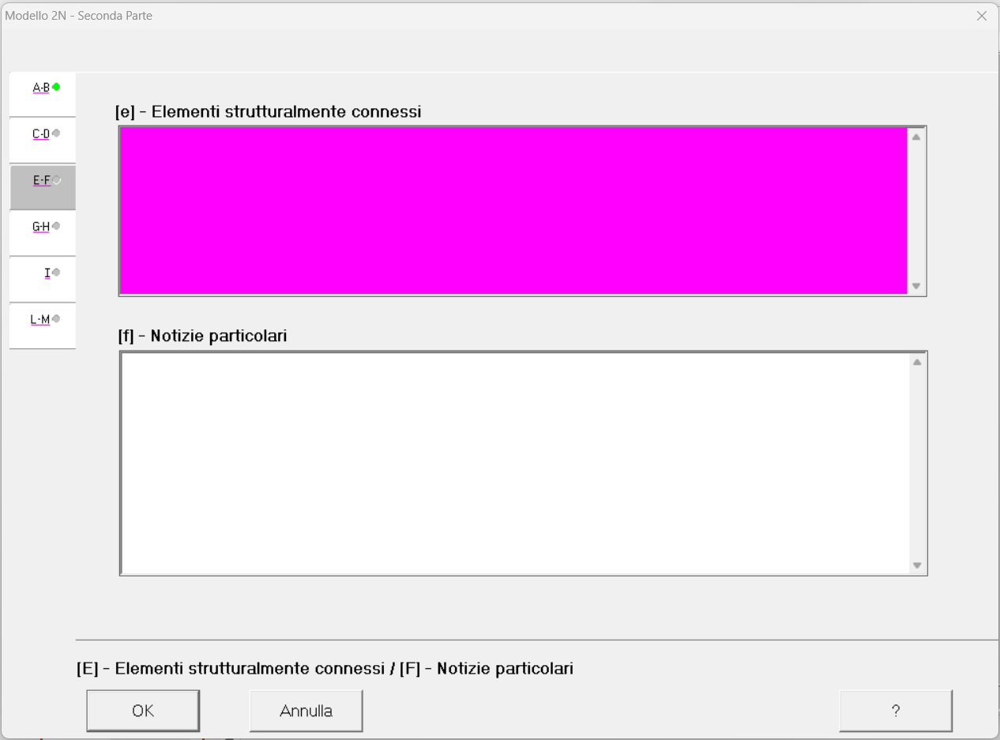 Modello 2N - Seconda Parte
A-B
C-D
E-F
G-H
I
L-M
[e] - Elementi strutturalmente connessi
[f] - Notizie particolari
[E] - Elementi strutturalmente connessi / [F] - Notizie particolari
OK
Annulla
?